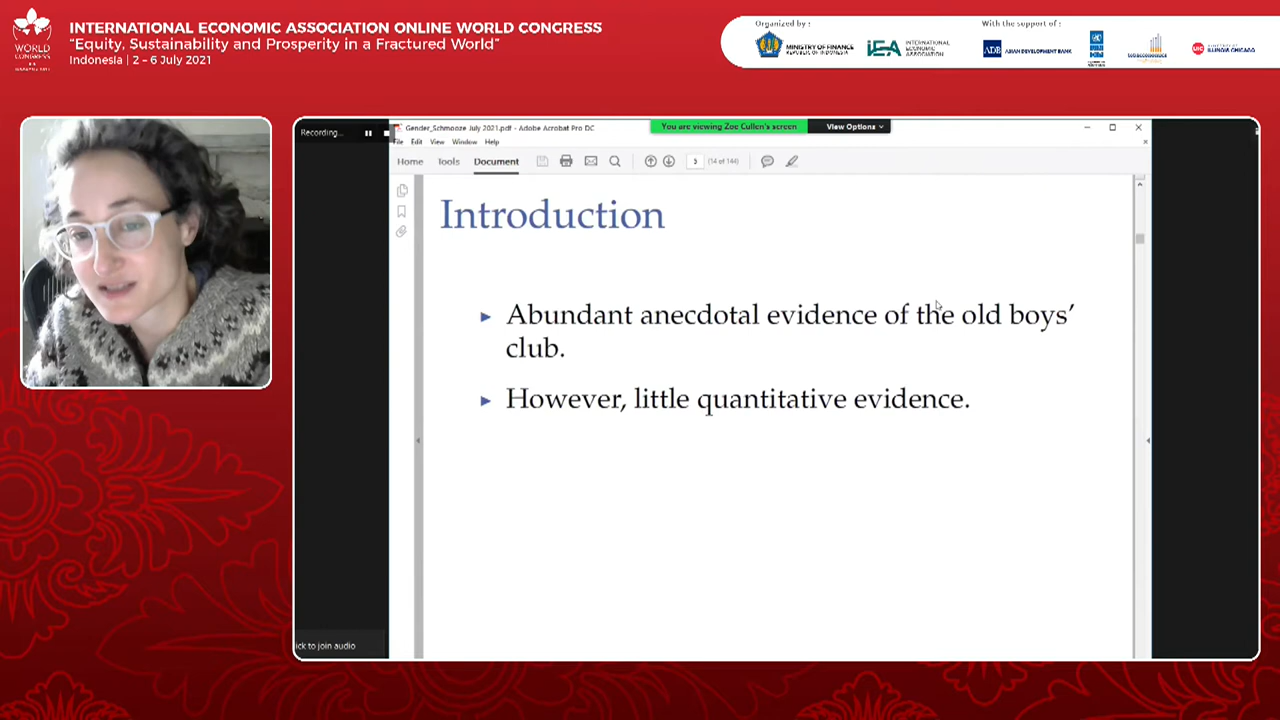 INTERNATIONAL ECONOMIC ASSOCIATION ONLINE WORLD CONGRESS
"Equity, Sustainability and Prosperity in a Fractured World"
Indonesia | 2 – 6 July 2021
WORLD
CONGRESS
Organized by :
MINISTRY OF FINANCE
REPUBLIC OF INDONESIA
iEA
INTERNATIONAL
ECONOMIC
ASSOCIATION
With the support of :
ADB
ASIAN DEVELOPMENT BANK
UIC
Recording...
Gender_Schmooze July 2021.pdf - Adobe Acrobat Pro DC
You are viewing Zoe Cullen's screen
View Options
File Edit View Window Help
Home Tools Document
3 (14 of 144)
Introduction
Abundant anecdotal evidence of the old boys'
club.
However, little quantitative evidence.
ick to join audio